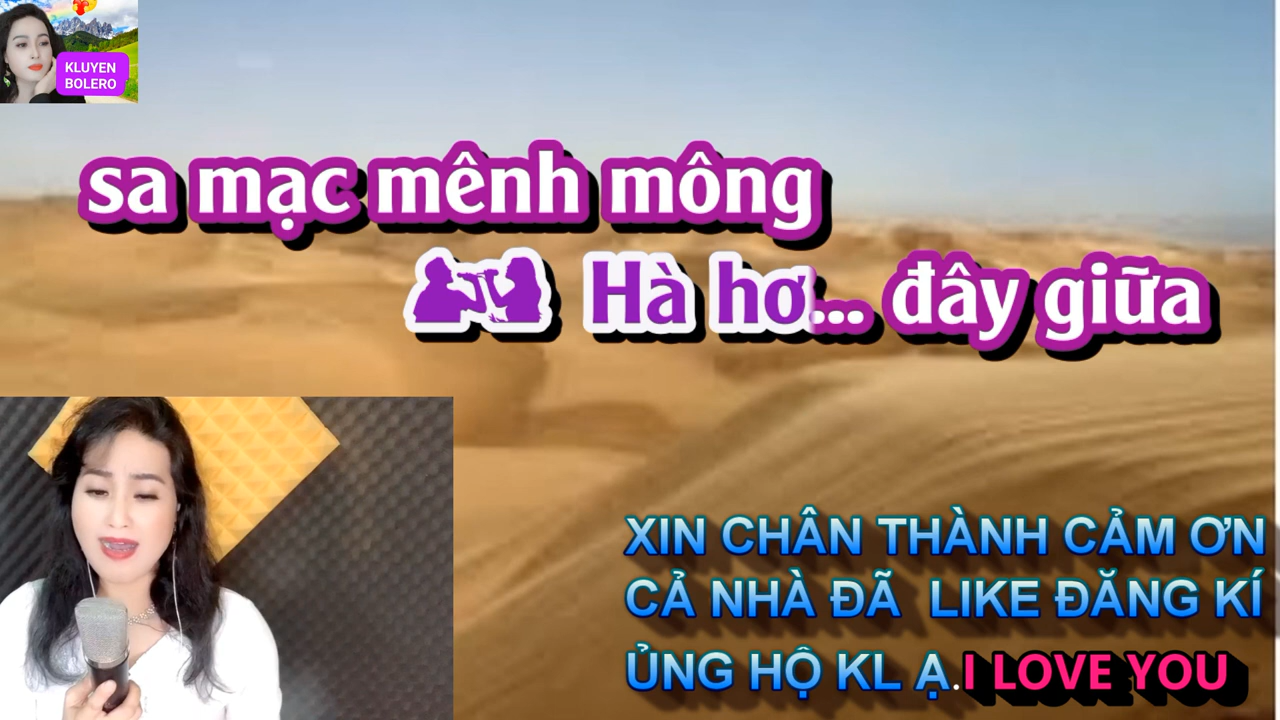 KLUYEN
BOLERO
sa mạc mênh mông
Hà hơ... đây giữa
XIN CHÂN THÀNH CẢM ƠN
CẢ NHÀ ĐÃ LIKE ĐĂNG KÍ
ỦNG HỘ KL Ạ.I LOVE YOU